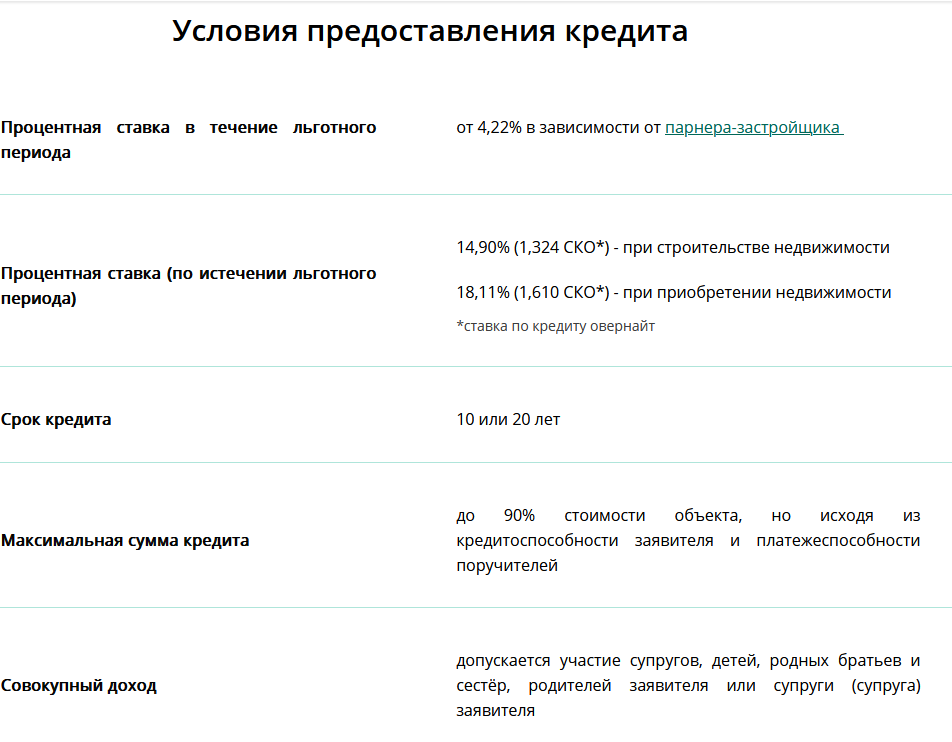 Условия предоставления кредита
Процентная ставка в течение льготного
периода
от 4,22% в зависимости от парнера-застройщика
Процентная ставка (по истечении льготного
периода)
14,90% (1,324 СКО*) - при строительстве недвижимости
18,11% (1,610 СКО*) - при приобретении недвижимости
*ставка по кредиту овернайт
Срок кредита
10 или 20 лет
Максимальная сумма кредита
до 90% стоимости объекта, но исходя из
кредитоспособности заявителя и платежеспособности
поручителей
Совокупный доход
допускается участие супругов, детей, родных братьев и
сестёр, родителей заявителя или супруги (супруга)
заявителя